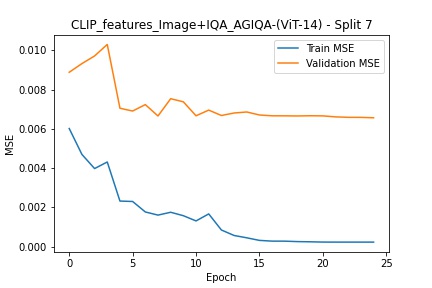 CLIP_features_Image+IQA_AGIQA-(ViT-14) - Split 7
Train MSE
Validation MSE
0.010
0.008
0.006
0.004
0.002
0.000
MSE
0
5
10
15
20
25
Epoch